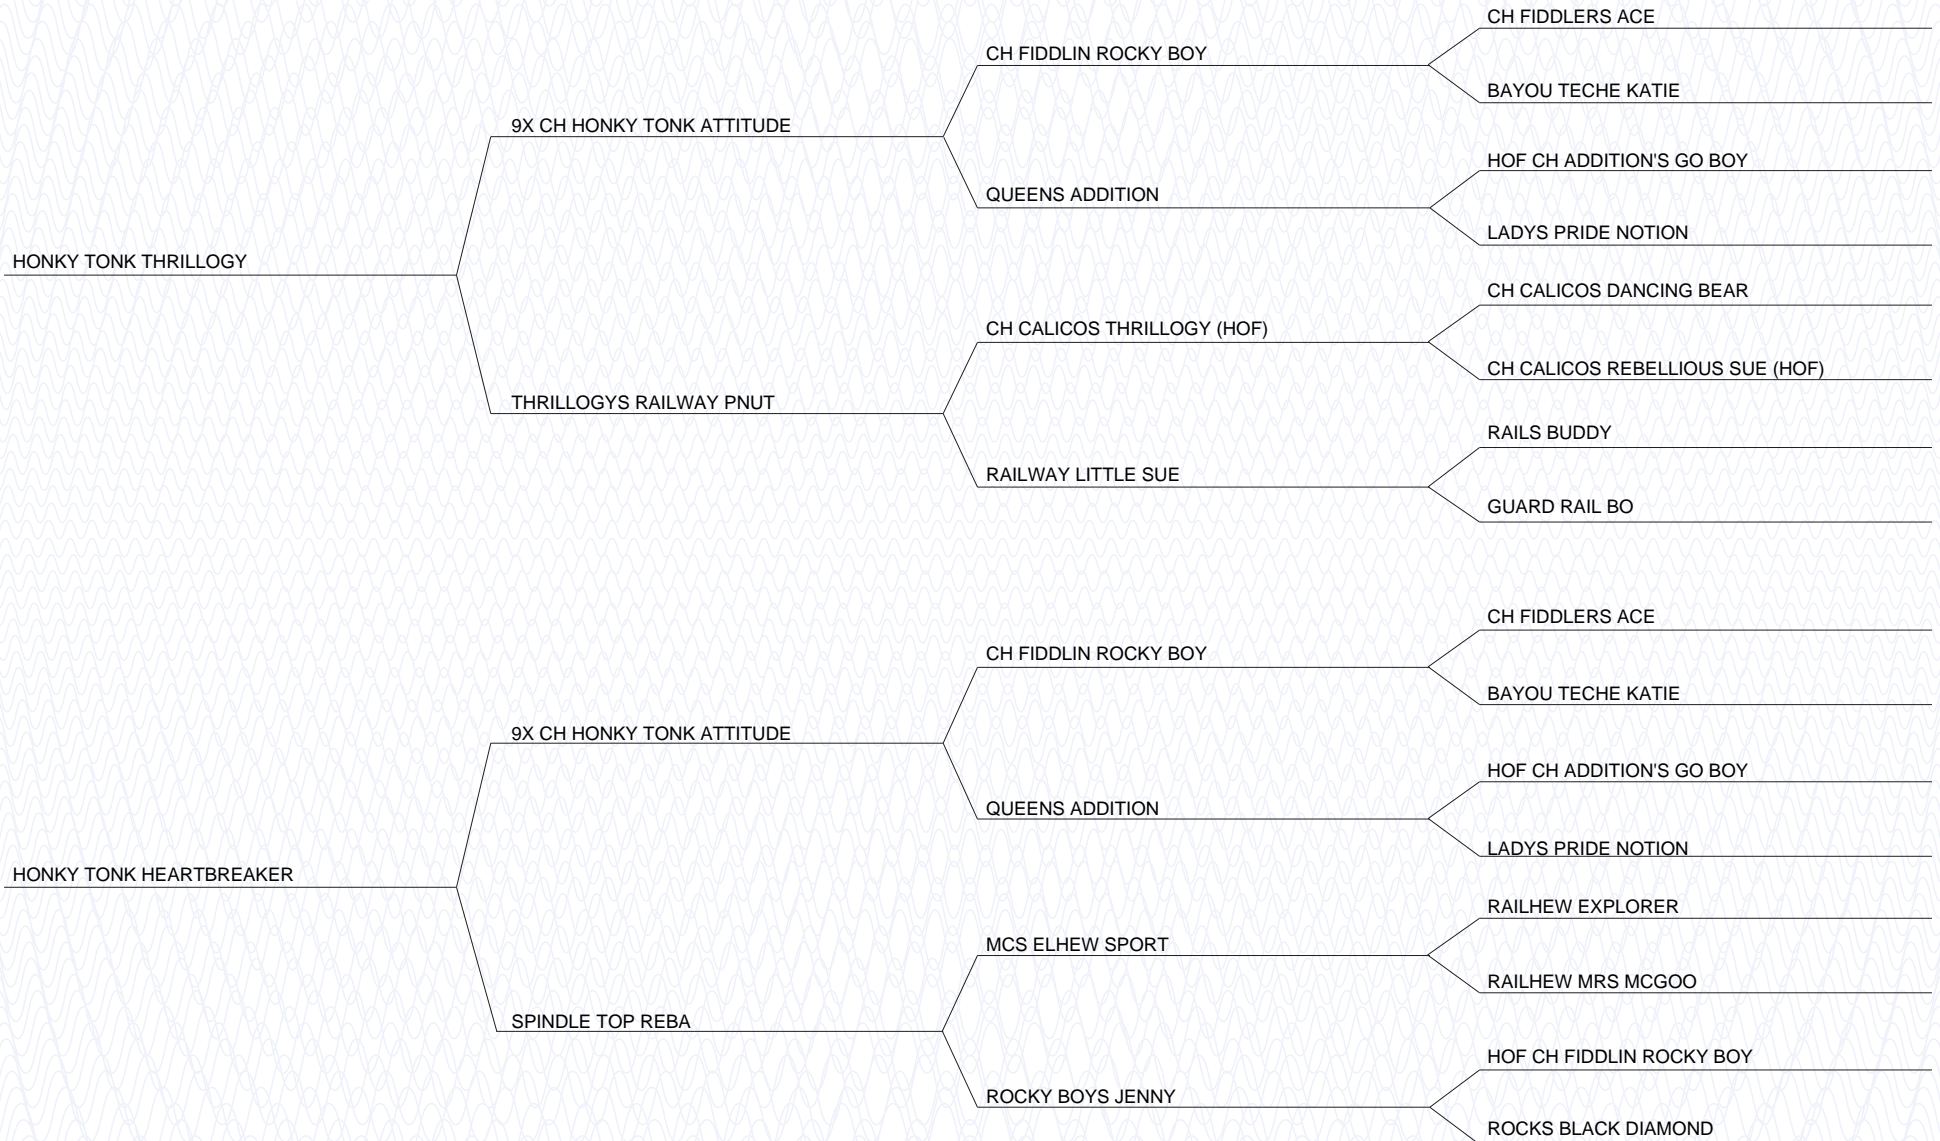 CH FIDDLERS ACE
CH FIDDLIN ROCKY BOY
BAYOU TECHE KATIE
9X CH HONKY TONK ATTITUDE
HOF CH ADDITION'S GO BOY
QUEENS ADDITION
LADYS PRIDE NOTION
HONKY TONK THRILLOGY
CH CALICOS DANCING BEAR
CH CALICOS THRILLOGY (HOF)
CH CALICOS REBELLIOUS SUE (HOF)
THRILLOGYS RAILWAY PNUT
RAILS BUDDY
RAILWAY LITTLE SUE
GUARD RAIL BO
CH FIDDLERS ACE
CH FIDDLIN ROCKY BOY
BAYOU TECHE KATIE
9X CH HONKY TONK ATTITUDE
HOF CH ADDITION'S GO BOY
QUEENS ADDITION
LADYS PRIDE NOTION
HONKY TONK HEARTBREAKER
RAILHEW EXPLORER
MCS ELHEW SPORT
RAILHEW MRS MCGOO
SPINDLE TOP REBA
HOF CH FIDDLIN ROCKY BOY
ROCKY BOYS JENNY
ROCKS BLACK DIAMOND